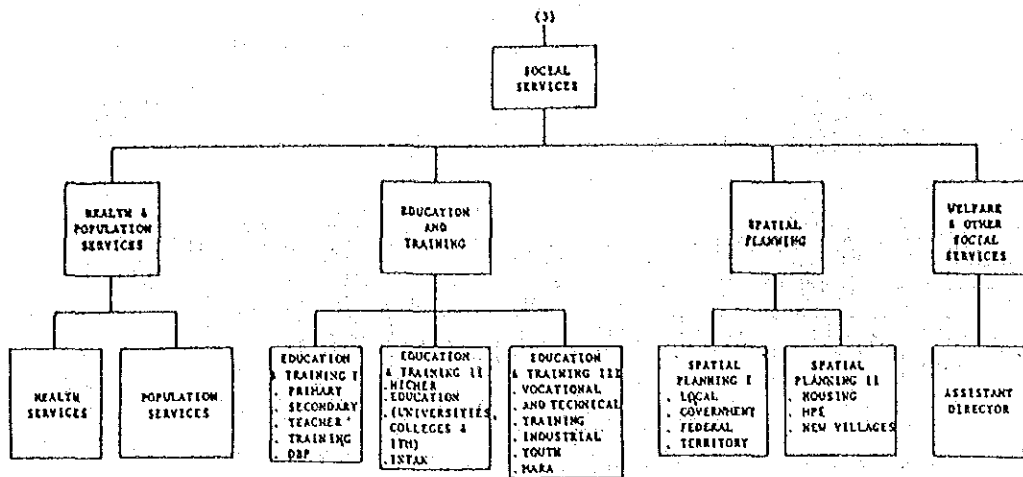 (3)
SOCIAL
SERVICES
HEALTH &
POPULATION
SERVICES
EDUCATION
AND
TRAINING
SPATIAL
PLANNING
WELFARE
& OTHER
SOCIAL
SERVICES
HEALTH
SERVICES
POPULATION
SERVICES
EDUCATION
& TRAINING I
. PRIMARY
. SECONDARY
. TEACHER
. TRAINING
. DBP
EDUCATION
& TRAINING II
. HIGHER
EDUCATION
. (UNIVERSITIES,
COLLEGES &
ITM)
. INTAN
EDUCATION
& TRAINING III
. VOCATIONAL
. AND TECHNICAL
. TRAINING
. INDUSTRIAL
. YOUTH
. MARA
SPATIAL
PLANNING I
. LOCAL
. GOVERNMENT
. FEDERAL
. TERRITORY
SPATIAL
PLANNING II
. HOUSING
. HPE
. NEW VILLAGES
ASSISTANT
DIRECTOR